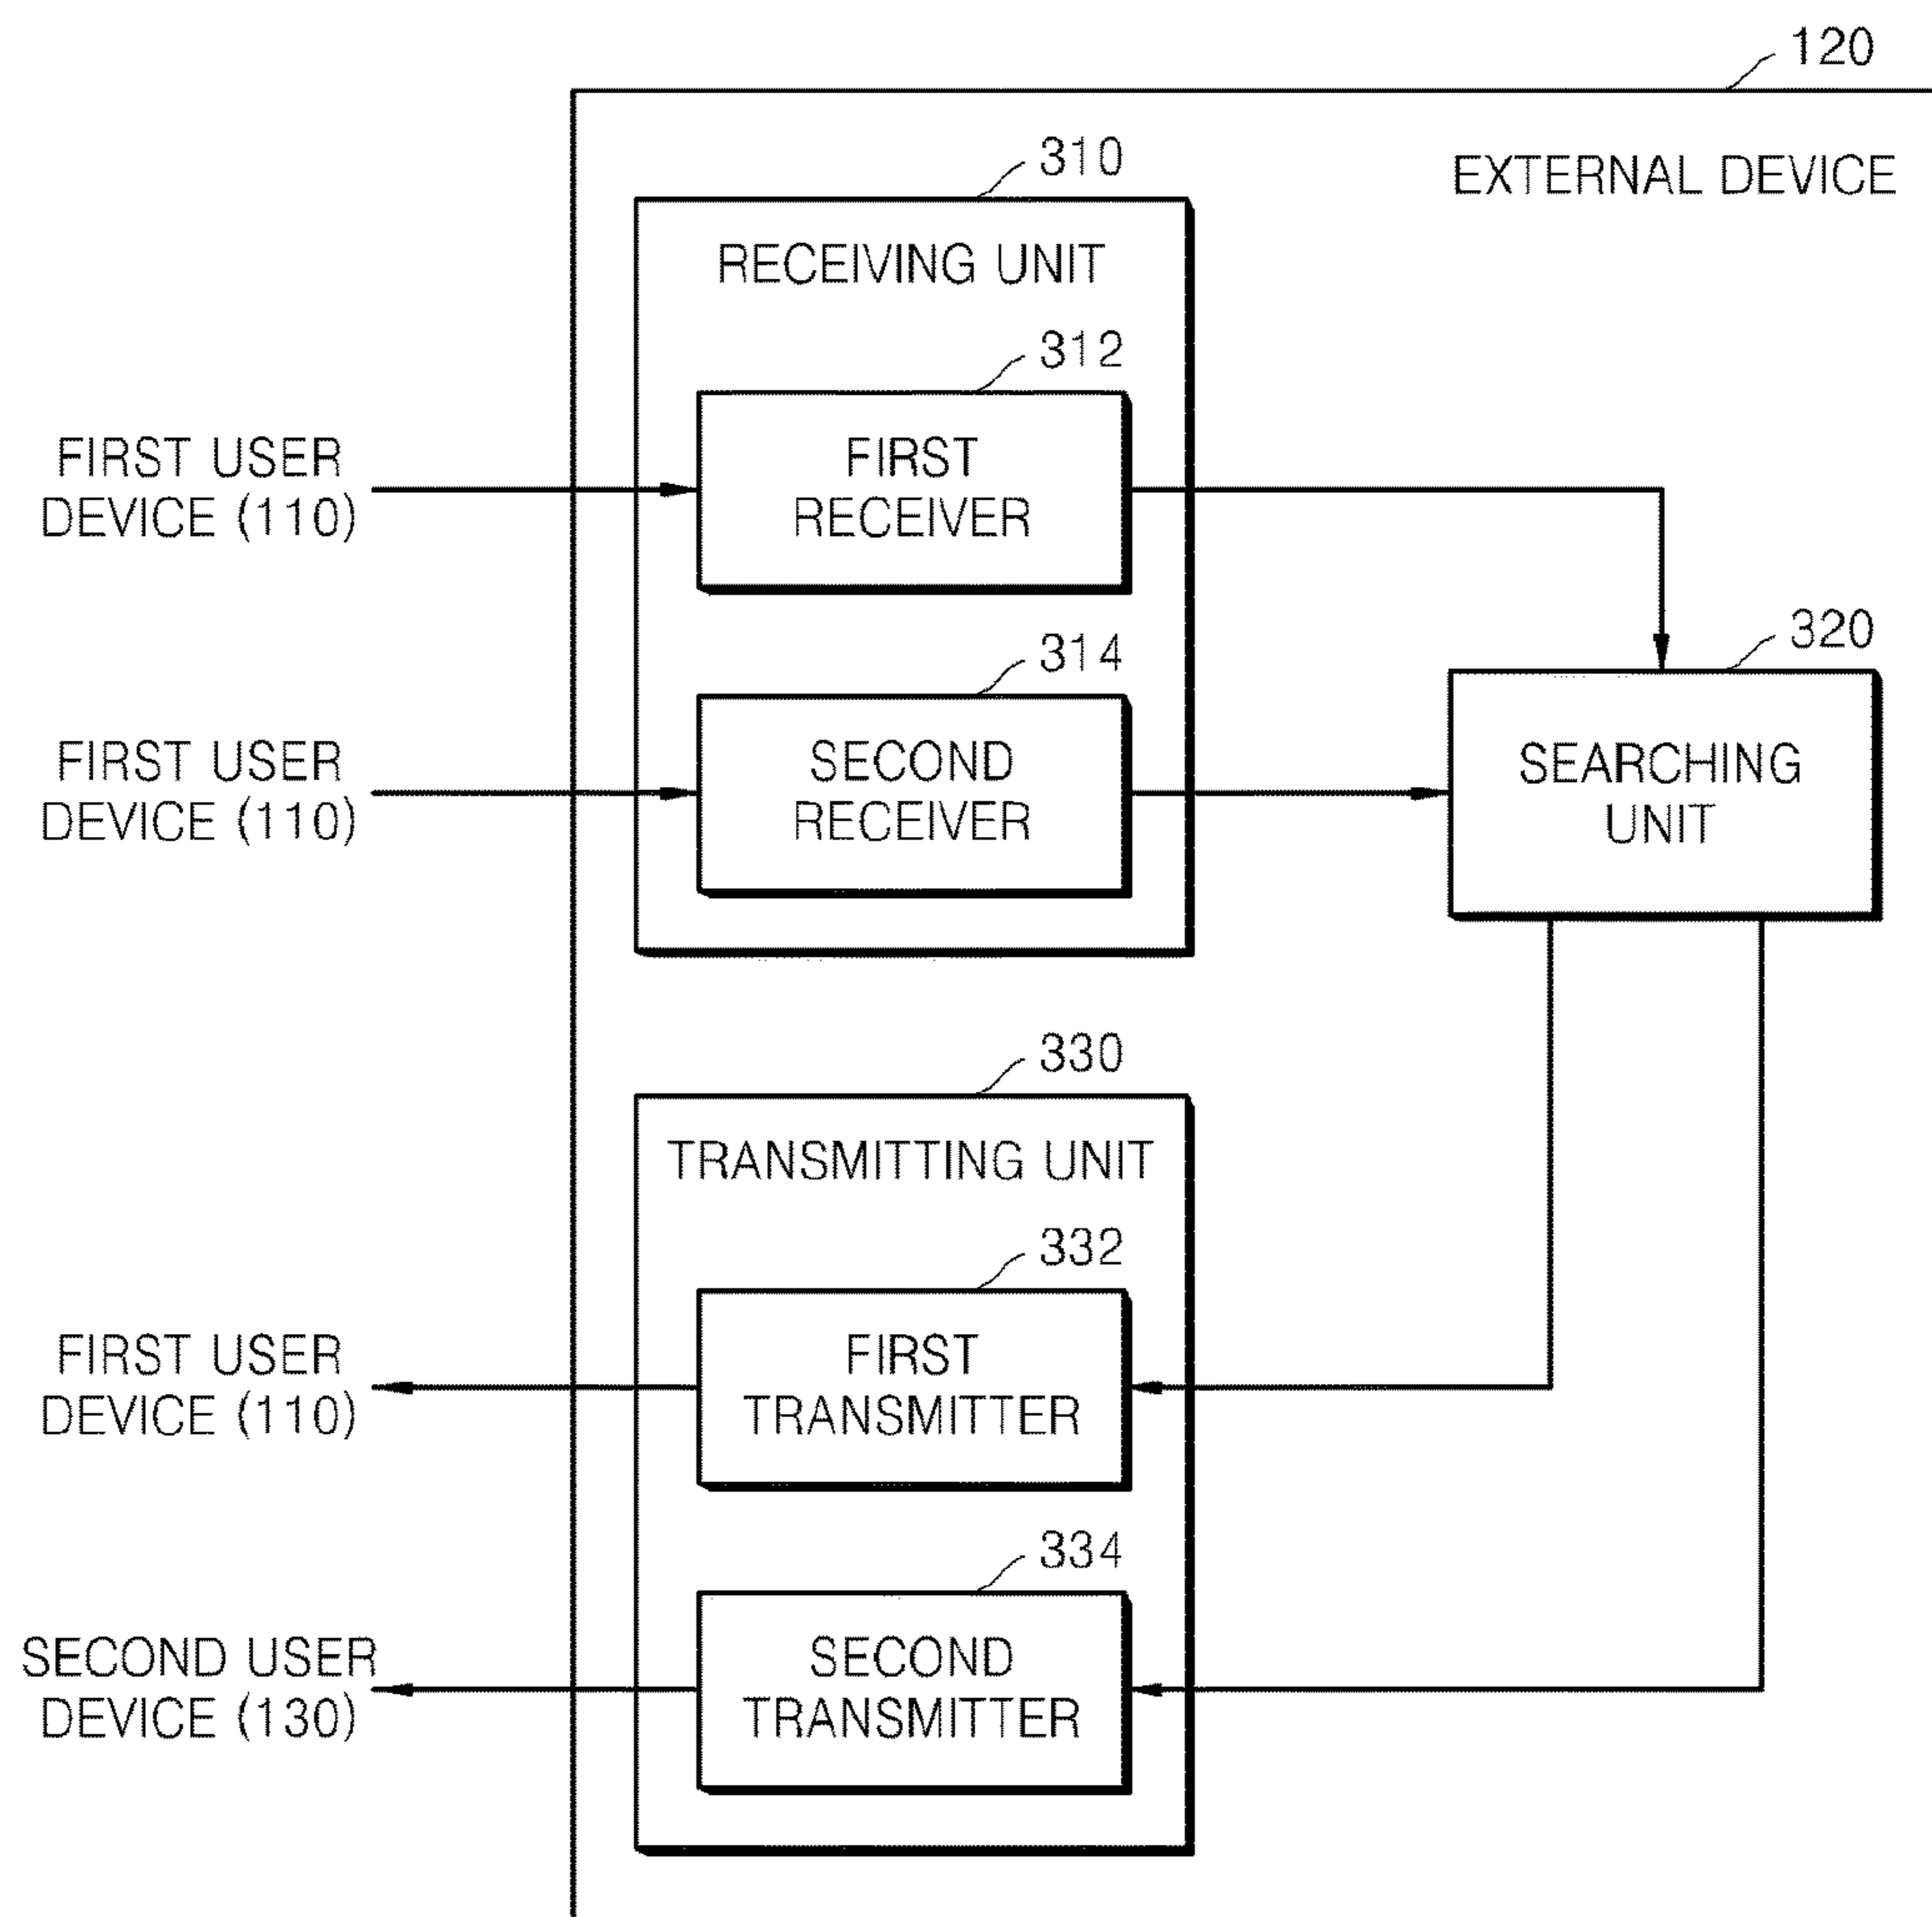 120
EXTERNAL DEVICE
310
RECEIVING UNIT
312
FIRST USER
DEVICE (110)
FIRST
RECEIVER
314
320
FIRST USER
DEVICE (110)
SECOND
RECEIVER
SEARCHING
UNIT
330
TRANSMITTING UNIT
332
FIRST USER
DEVICE (110)
FIRST
TRANSMITTER
334
SECOND USER
DEVICE (130)
SECOND
TRANSMITTER